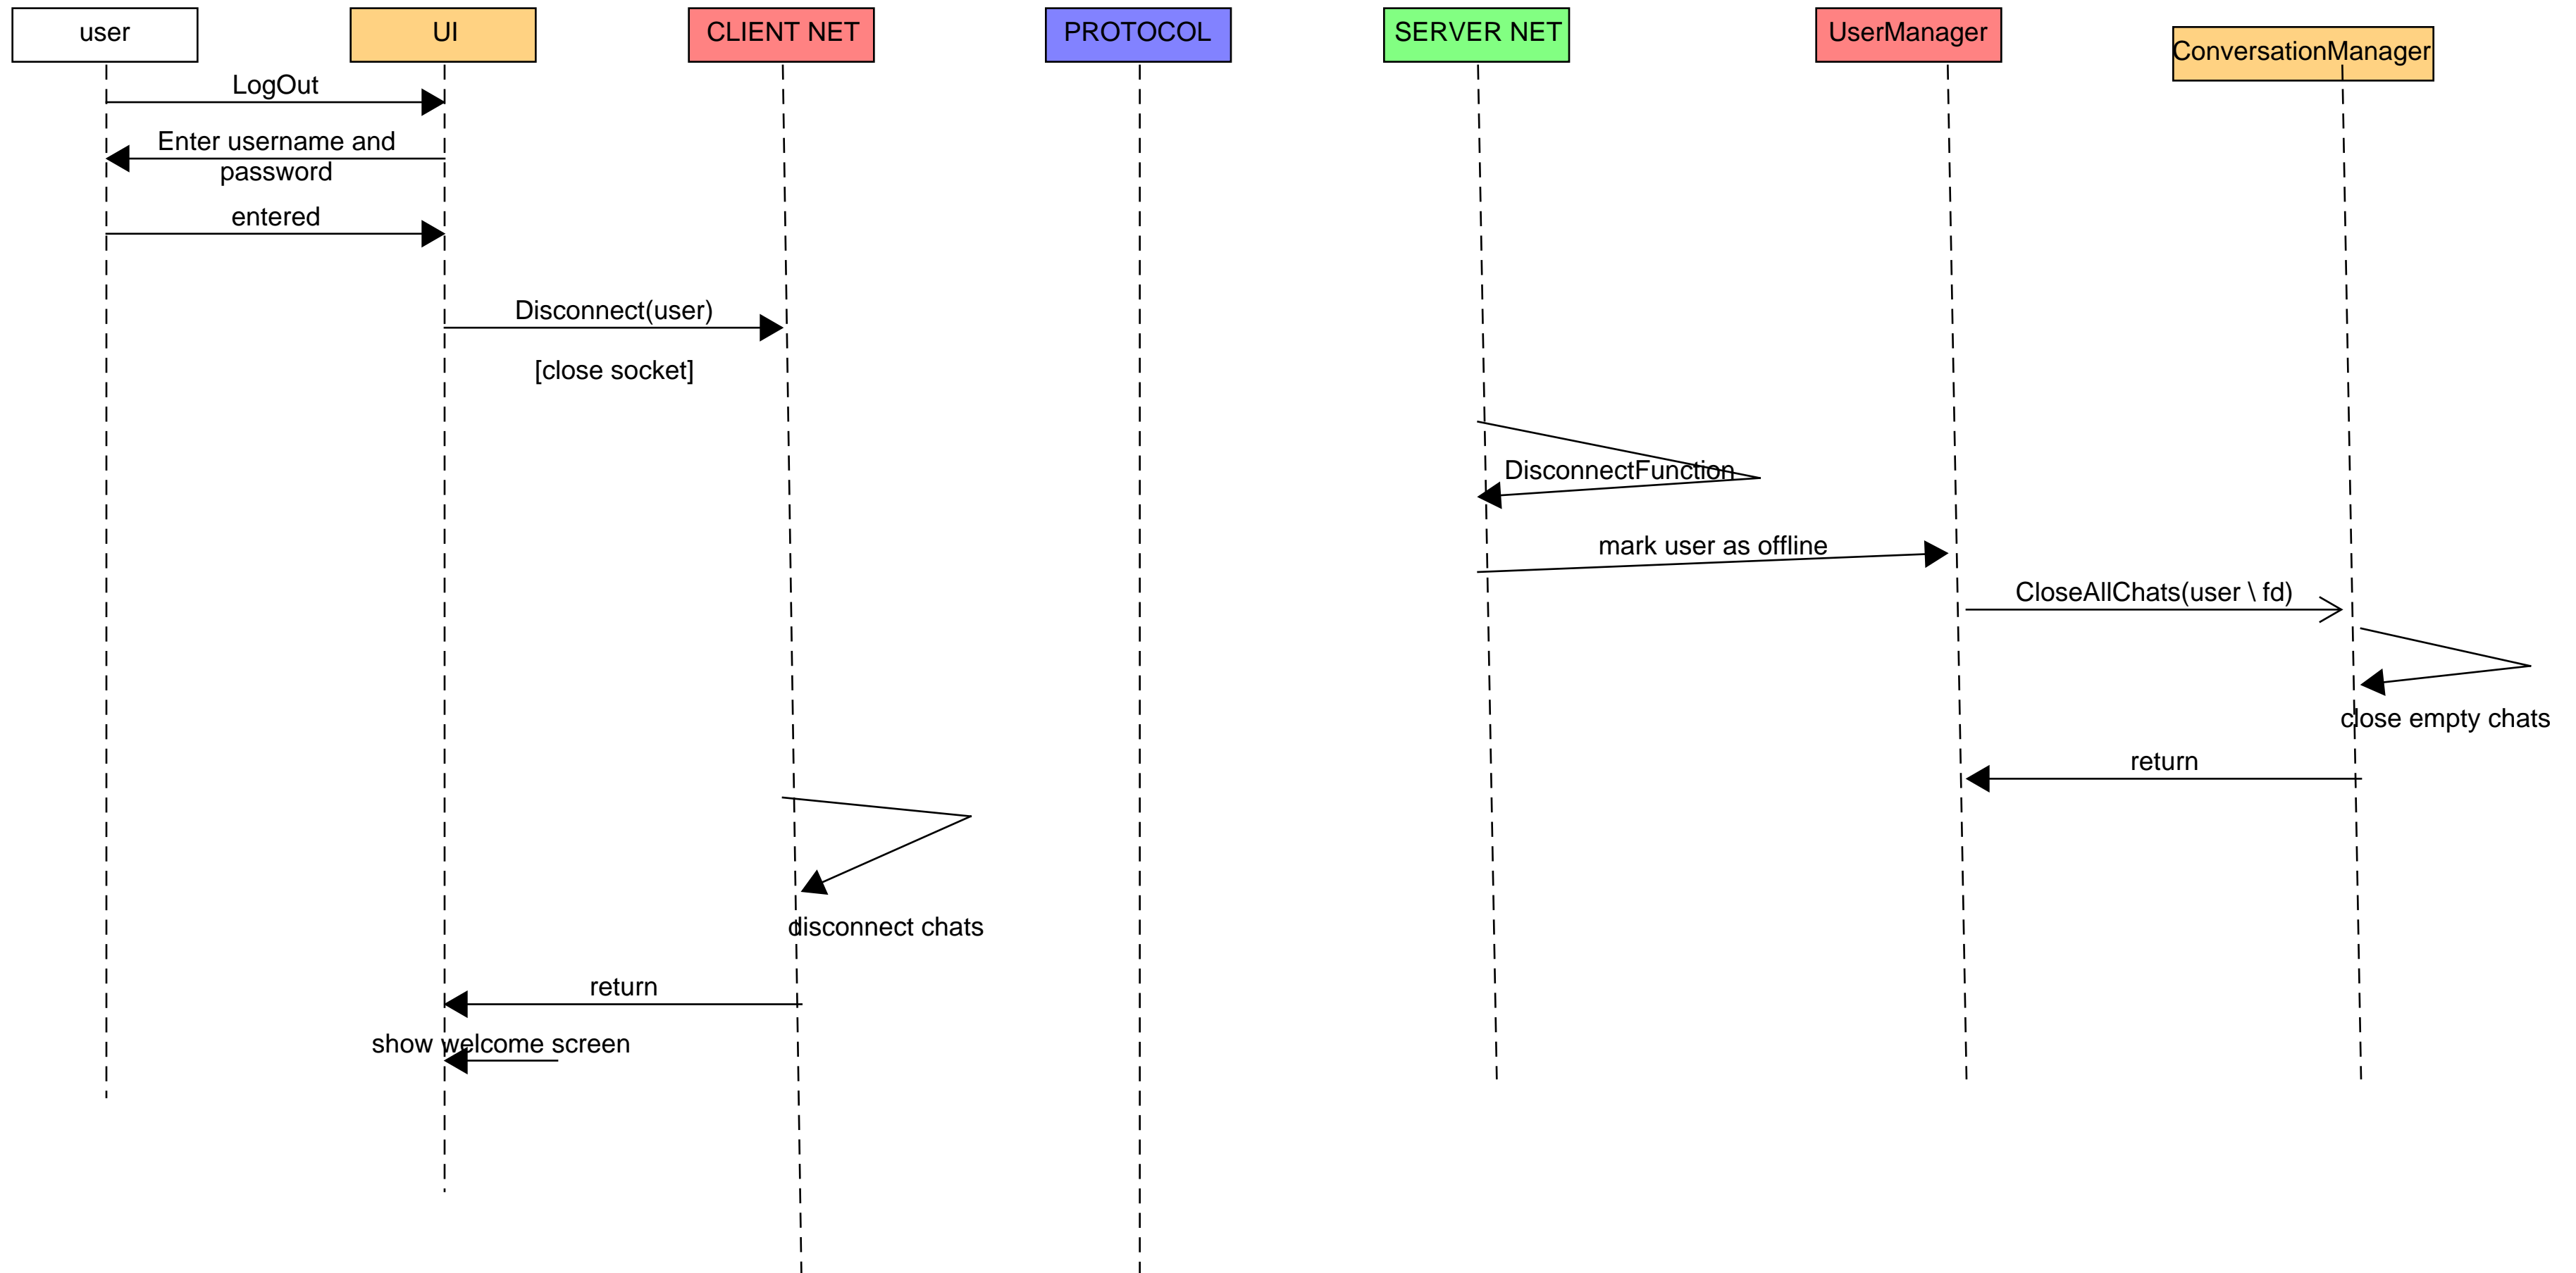 user
UI
CLIENT NET
PROTOCOL
SERVER NET
UserManager
ConversationManager
LogOut
Enter username and
password
entered
Disconnect(user)
[close socket]
DisconnectFunction
mark user as offline
CloseAllChats(user \ fd)
close empty chats
return
disconnect chats
return
show welcome screen